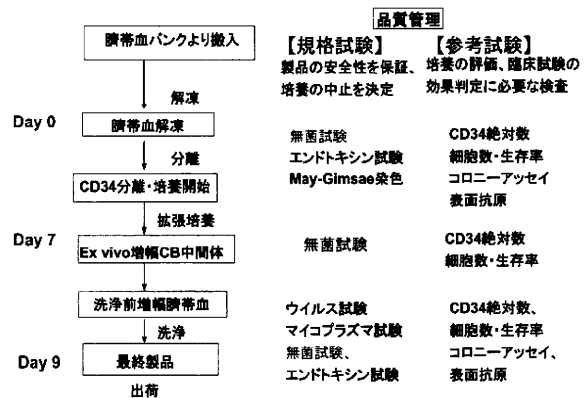 品質管理
臍帯血バンクより搬入
【規格試験】
【参考試験】
製品の安全性を保証、
培養の中止を決定
培養の評価、臨床試験の
効果判定に必要な検査
解凍
Day 0
臍帯血解凍
無菌試験
エンドトキシン試験
May-Gimsae染色
CD34絶対数
細胞数・生存率
コロニーアッセイ
表面抗原
分離
CD34分離・培養開始
拡張培養
Day 7
Ex vivo増幅CB中間体
無菌試験
CD34絶対数
細胞数・生存率
洗浄前増幅臍帯血
洗浄
ウイルス試験
マイコプラズマ試験
無菌試験、
エンドトキシン試験
CD34絶対数、
細胞数・生存率
コロニーアッセイ、
表面抗原
Day 9
最終製品
出荷